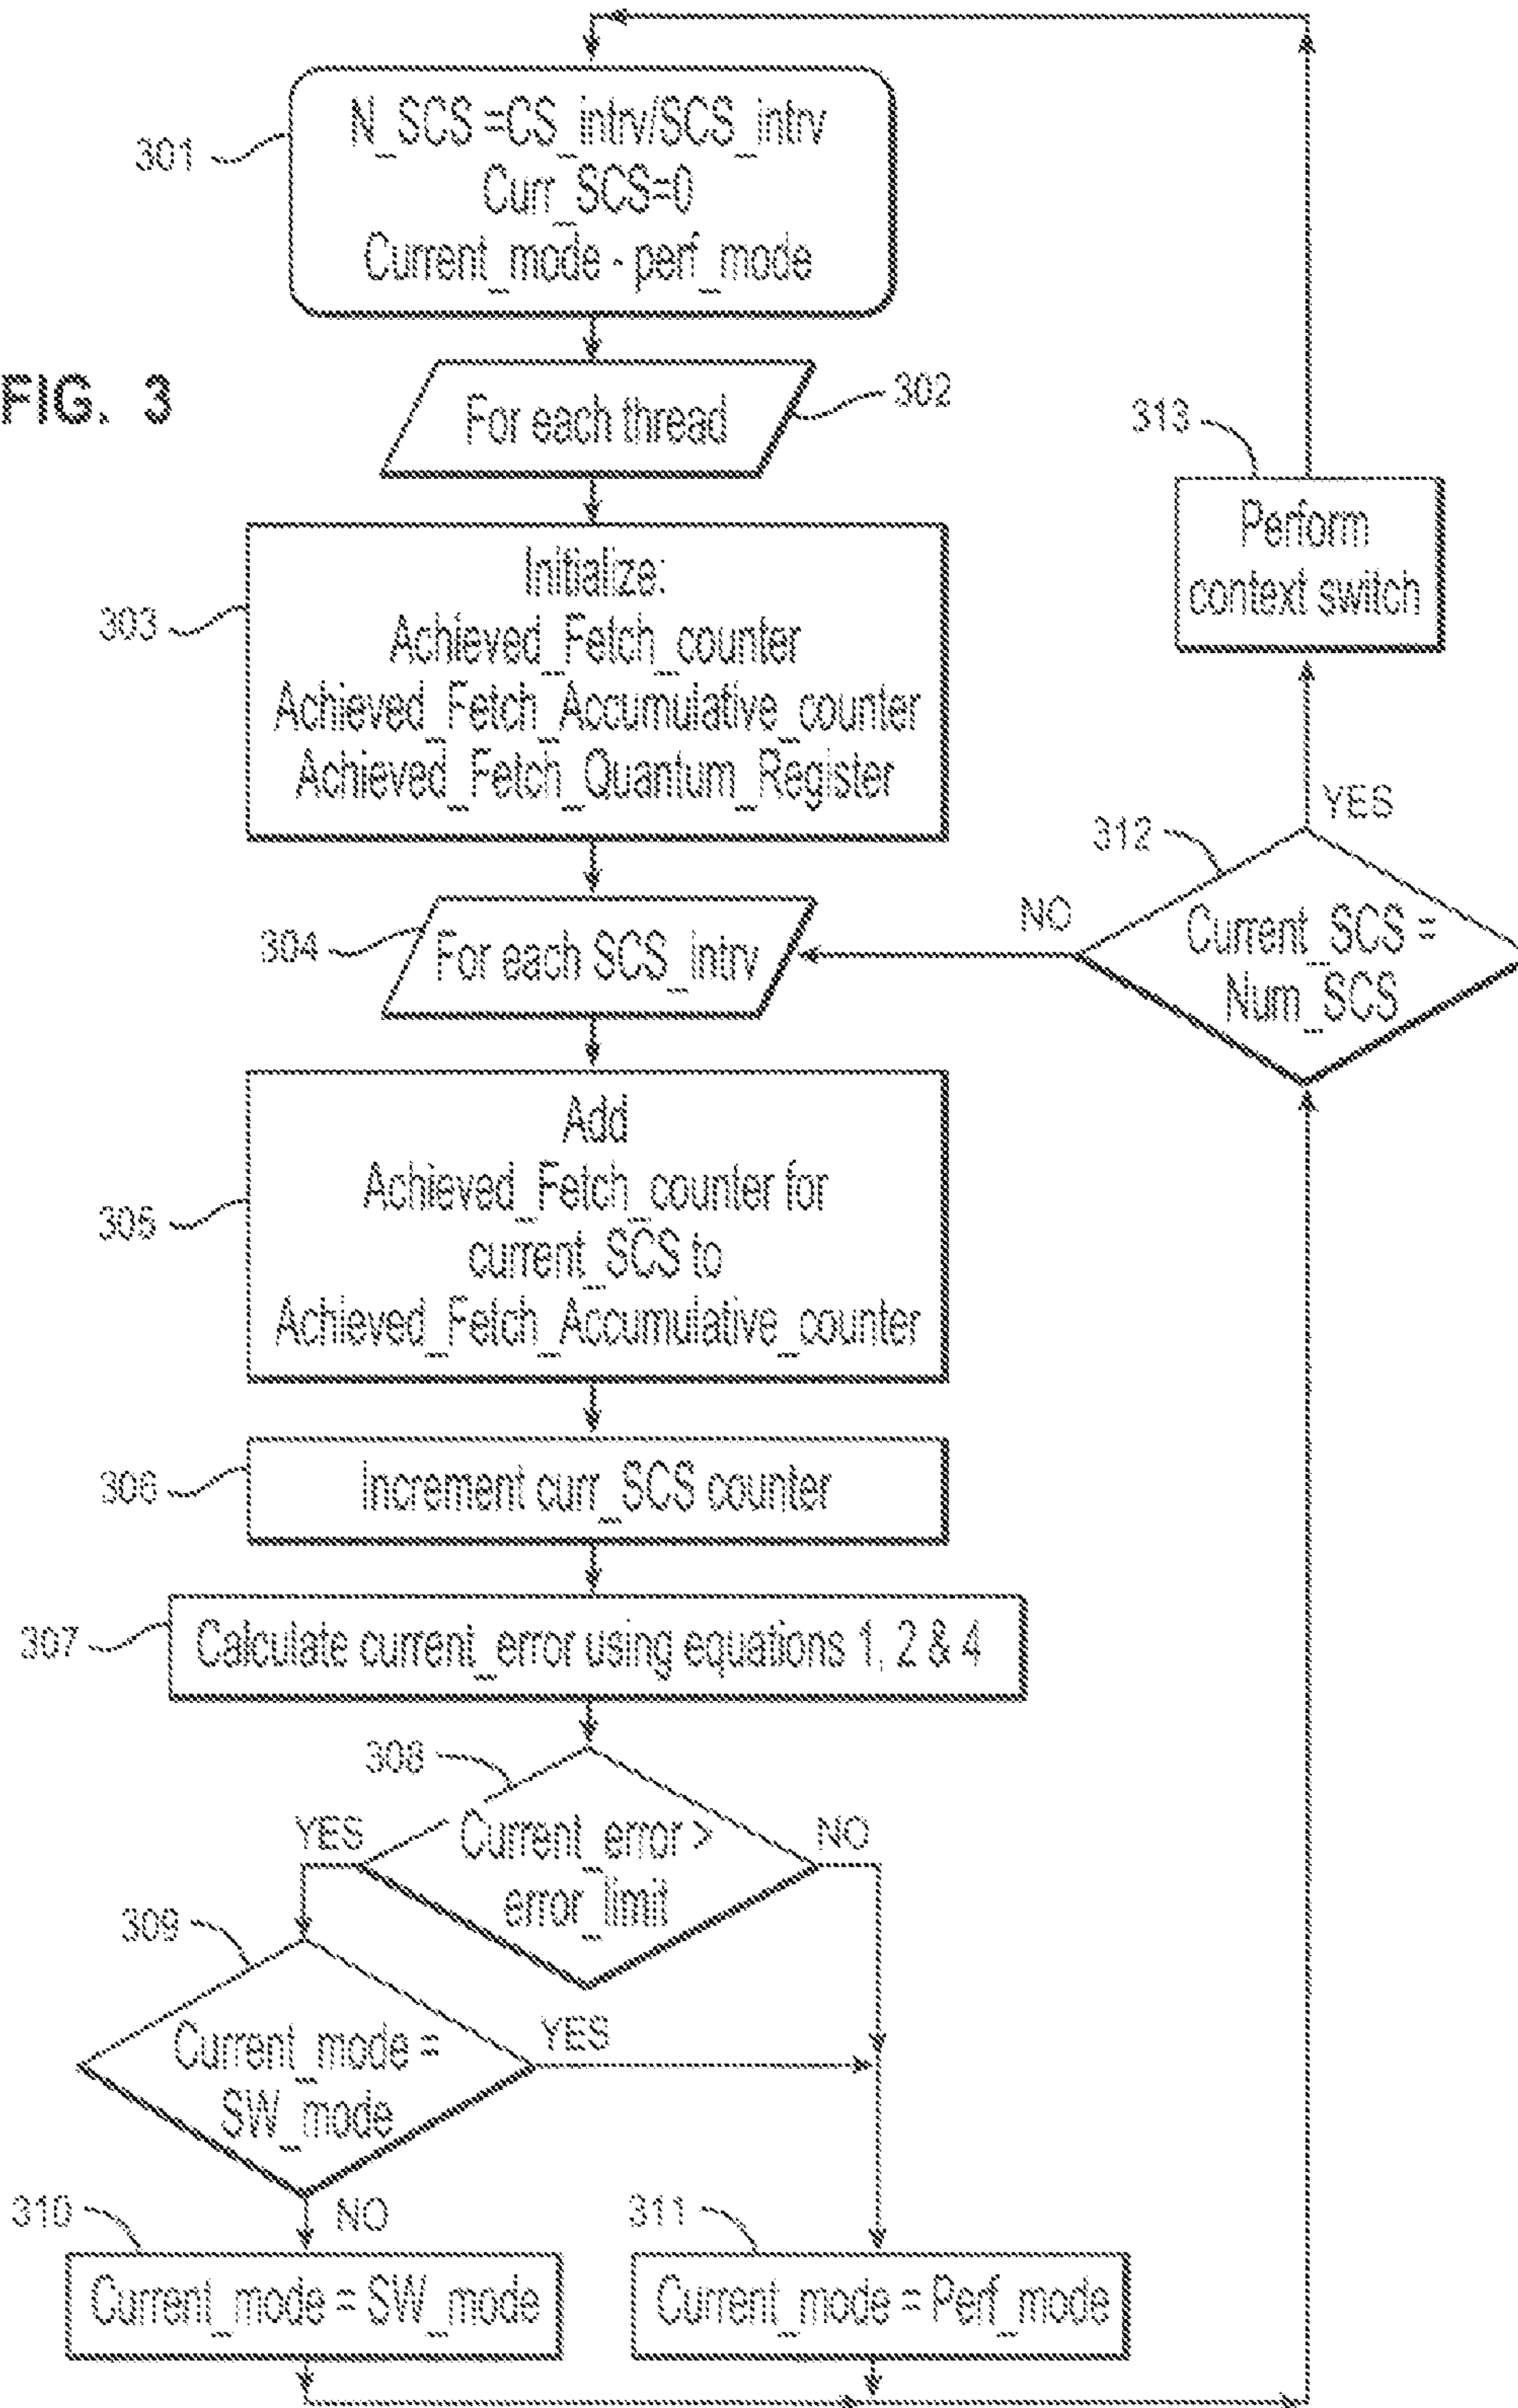 301
N_SCS =CS_intrv/SCS_intrv
Curr_SCS=0
Current_mode - perf_mode
FIG. 3
For each thread
302
303
Initialize:
Achieved_Fetch_counter
Achieved_Fetch_Accumulative_counter
Achieved_Fetch_Quantum_Register
313
Perform
context switch
YES
312
Current_SCS =
Num_SCS
NO
304
For each SCS_intrv
305
Add
Achieved_Fetch_counter for
current_SCS to
Achieved_Fetch_Accumulative_counter
306
Increment curr_SCS counter
307
Calculate current_error using equations 1, 2 & 4
308
YES
Current_error >
error_limit
NO
309
Current_mode =
SW_mode
YES
NO
310
Current_mode = SW_mode
311
Current_mode = Perf_mode